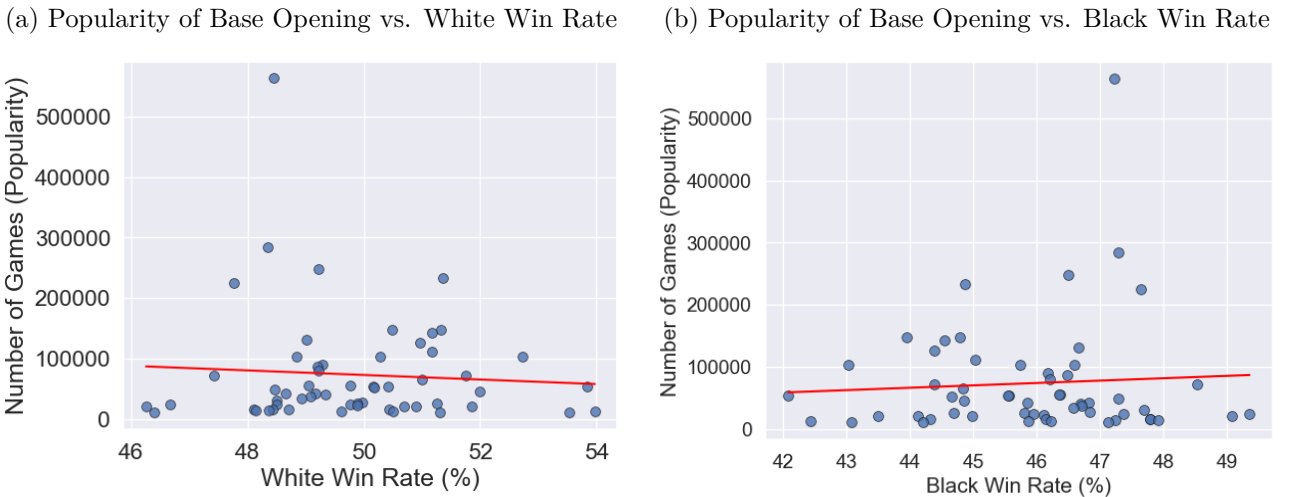 (a) Popularity of Base Opening vs. White Win Rate
Number of Games (Popularity)
500000
400000
300000
200000
100000
0
46 48 50 52 54
White Win Rate (%)
(b) Popularity of Base Opening vs. Black Win Rate
Number of Games (Popularity)
500000
400000
300000
200000
100000
0
42 43 44 45 46 47 48 49
Black Win Rate (%)